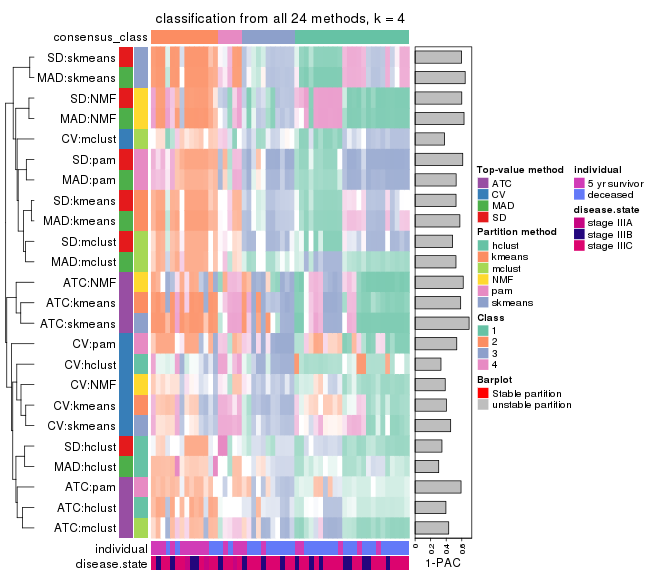 classification from all 24 methods, k = 4
consensus_class
SD:skmeans
MAD:skmeans
SD:NMF
MAD:NMF
CV:mclust
SD:pam
MAD:pam
SD:kmeans
MAD:kmeans
SD:mclust
MAD:mclust
ATC:NMF
ATC:kmeans
ATC:skmeans
CV:pam
CV:hclust
CV:NMF
CV:kmeans
CV:skmeans
SD:hclust
MAD:hclust
ATC:pam
ATC:hclust
ATC:mclust
individual
disease.state
0
0.2
0.4
0.6
1-PAC
Top-value method
ATC
CV
MAD
SD
Partition method
hclust
kmeans
mclust
NMF
pam
skmeans
Class
1
2
3
4
Barplot
Stable partition
unstable partition
individual
5 yr survivor
deceased
disease.state
stage IIIA
stage IIIB
stage IIIC